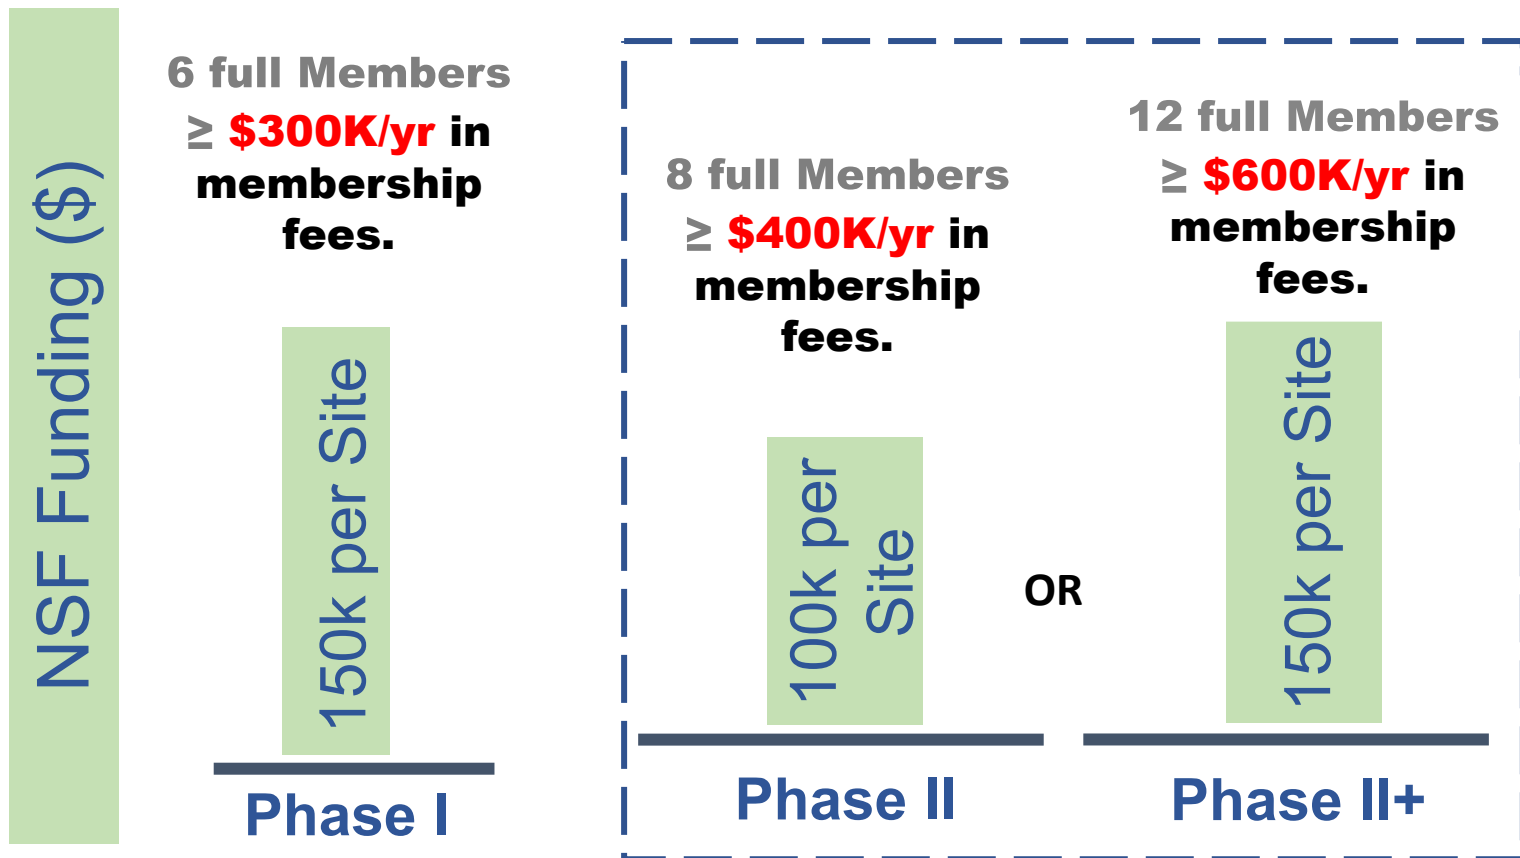 NSF Funding ($)
6 full Members
≥ $300K/yr in
membership
fees.
150k per Site
Phase I
8 full Members
≥ $400K/yr in
membership
fees.
100k per
Site
Phase II
OR
12 full Members
≥ $600K/yr in
membership
fees.
150k per Site
Phase II+